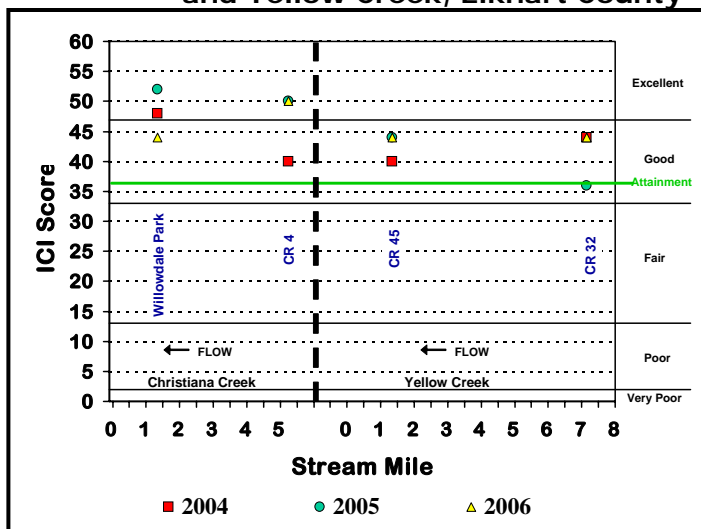 and Yellow Creek, Elkhart County
60
55
50
45
40
35
30
25
20
15
10
5
0
ICI Score
Excellent
Good
Attainment
Fair
Poor
Very Poor
Willowdale Park
CR 4
CR 45
CR 32
FLOW
FLOW
Christiana Creek
Yellow Creek
0 1 2 3 4 5 6 0 1 2 3 4 5 6 7 8
Stream Mile
2004 2005 2006